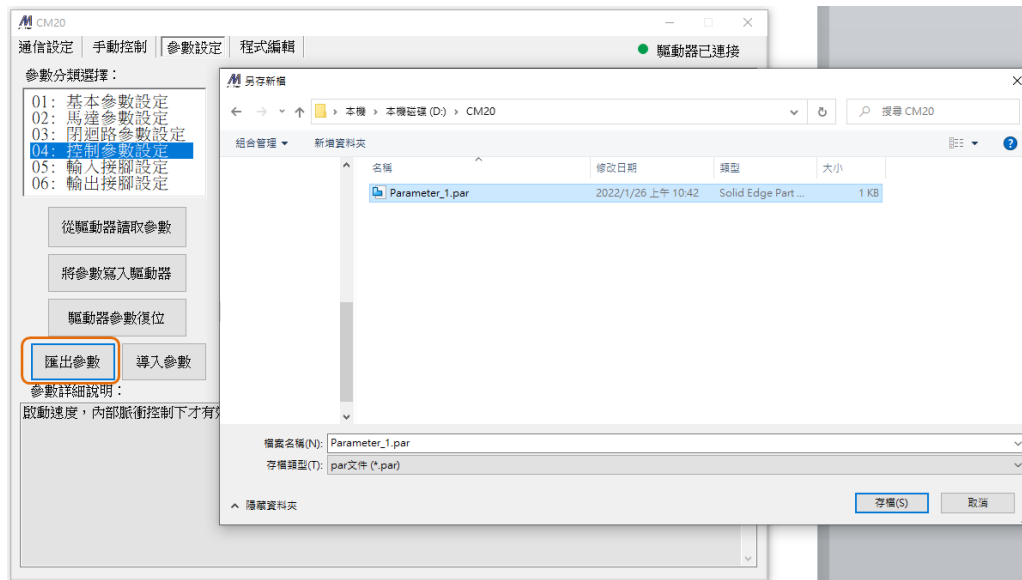 CM20
通信設定 手動控制 參數設定 程式編輯
驅動器已連接
參數分類選擇：
01: 基本參數設定
02: 馬達參數設定
03: 閉迴路參數設定
04: 控制參數設定
05: 輸入接腳設定
06: 輸出接腳設定
從驅動器讀取參數
將參數寫入驅動器
驅動器參數復位
匯出參數 導入參數
參數詳細說明：
啟動速度，內部脈衝控制下才有
另存新檔
本機 › 本機磁碟 (D:) › CM20
搜尋 CM20
組合管理 新增資料夾
名稱 修改日期 類型 大小
Parameter_1.par 2022/1/26 上午 10:42 Solid Edge Part ... 1 KB
檔案名稱(N): Parameter_1.par
存檔類型(T): par文件 (*.par)
隱藏資料夾
存檔(S) 取消